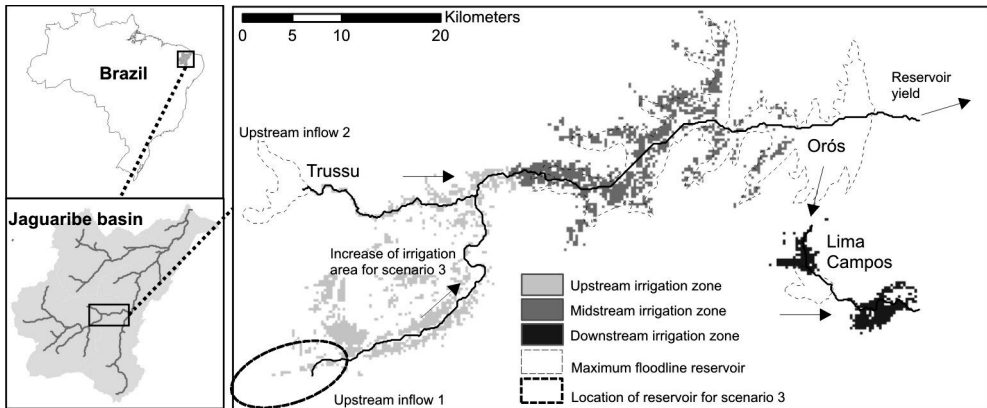 Brazil
Jaguaribe basin
Kilometers
0 5 10 20
Reservoir
yield
Upstream inflow 2
Trussu
Orós
Increase of irrigation
area for scenario 3
Lima
Campos
Upstream irrigation zone
Midstream irrigation zone
Downstream irrigation zone
Maximum floodline reservoir
Location of reservoir for scenario 3
Upstream inflow 1